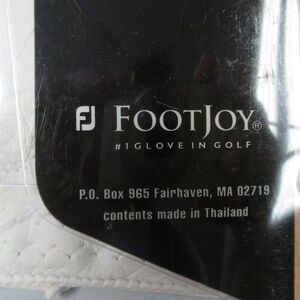 FJ FOOTJOY®
#1 GLOVE IN GOLF
P.O. Box 965 Fairhaven, MA 02719
contents made in Thailand